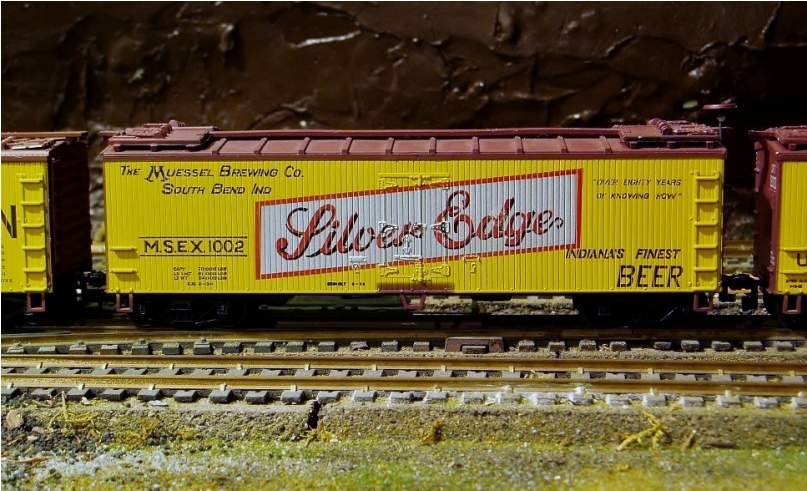 THE MUESSEL BREWING CO.
SOUTH BEND IND
"OVER EIGHTY YEARS
OF KNOWING HOW"
Silver Edge
M.S.E.X. 1002
INDIANA'S FINEST
BEER
N
U